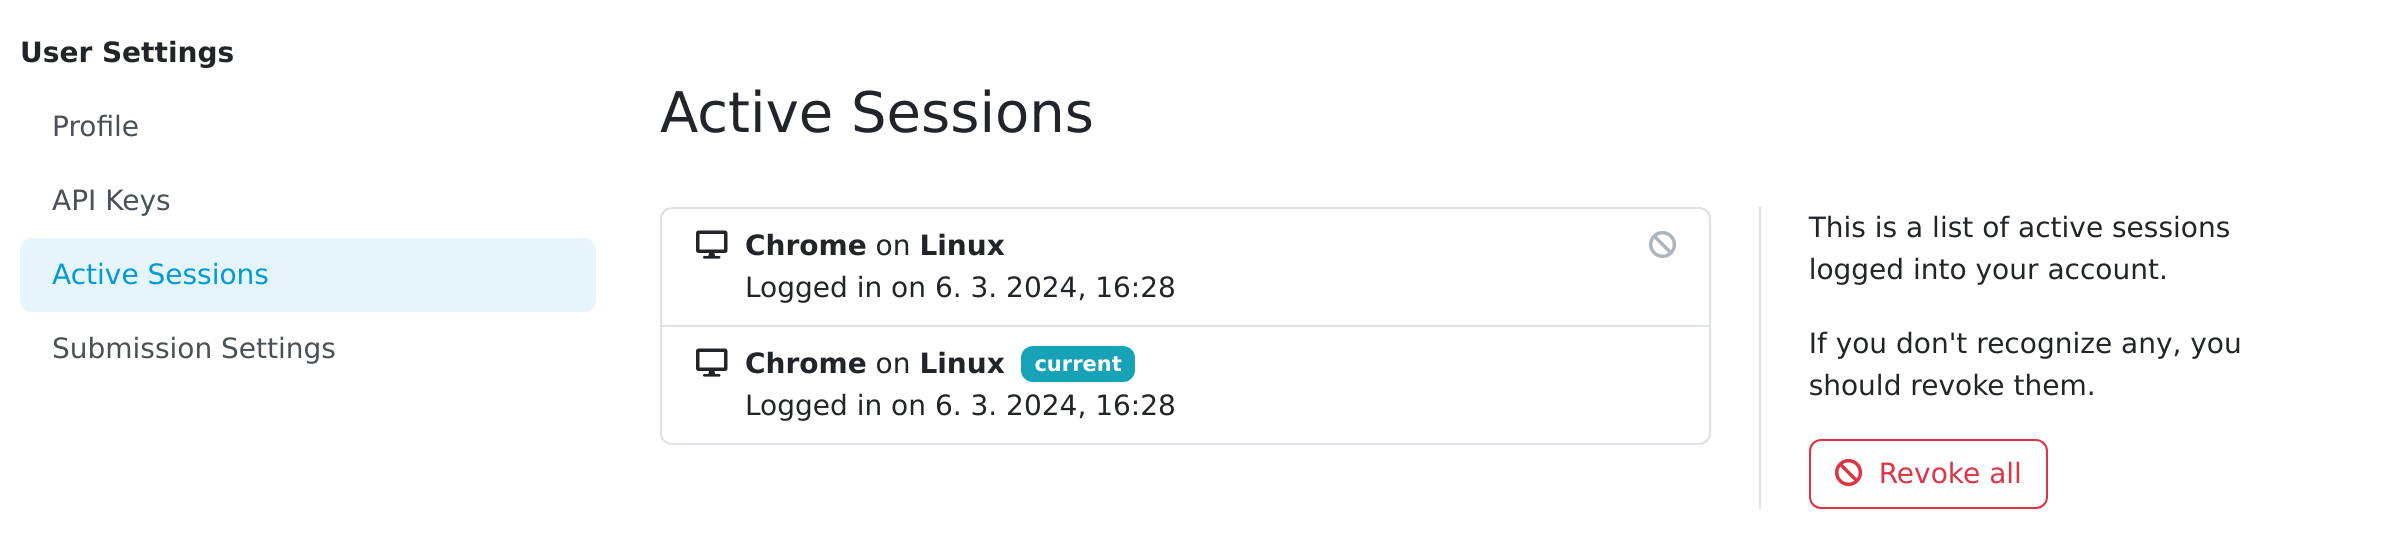 User Settings
Profile
API Keys
Active Sessions
Submission Settings
Active Sessions
Chrome on Linux
Logged in on 6. 3. 2024, 16:28
Chrome on Linux current
Logged in on 6. 3. 2024, 16:28
This is a list of active sessions
logged into your account.
If you don't recognize any, you
should revoke them.
Revoke all